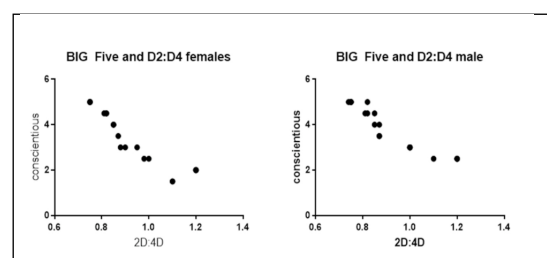 BIG Five and D2:D4 females
6
4
2
0
conscientious
0.6 0.8 1.0 1.2 1.4
2D:4D
BIG Five and D2:D4 male
6
4
2
0
conscientious
0.6 0.8 1.0 1.2 1.4
2D:4D